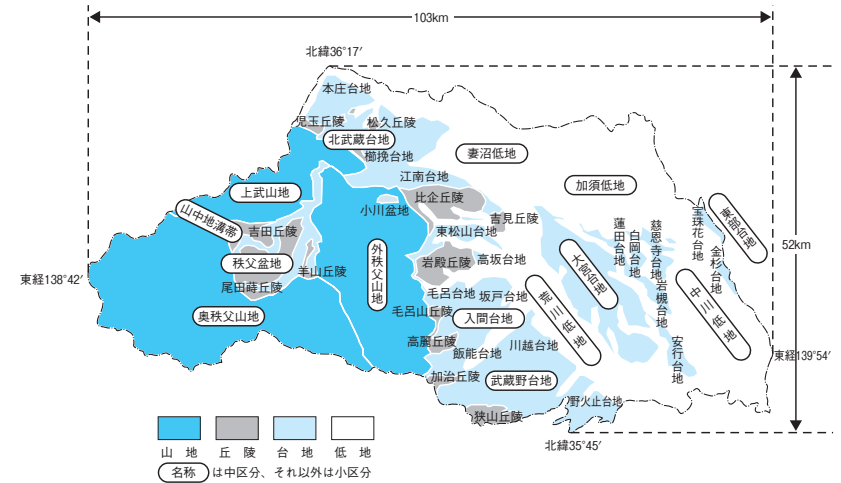 103km
北緯36°17′
本庄台地
児玉丘陵
松久丘陵
北武蔵台地
櫛挽台地
妻沼低地
江南台地
加須低地
上武山地
比企丘陵
小川盆地
山中地溝帯
吉田丘陵
吉見丘陵
東松山台地
宝珠花台地
東部台地
慈恩寺台地
蓮田台地
白岡台地
金杉台地
52km
外秩父山地
秩父盆地
羊山丘陵
岩殿丘陵
高坂台地
大宮台地
岩槻台地
中川低地
東経138°42′
尾田蒔丘陵
毛呂台地
坂戸台地
荒川低地
奥秩父山地
毛呂山丘陵
入間台地
高麗丘陵
川越台地
飯能台地
安行台地
東経139°54′
加治丘陵
武蔵野台地
野火止台地
狭山丘陵
北緯35°45′
山地
丘陵
台地
低地
名称 は中区分、それ以外は小区分